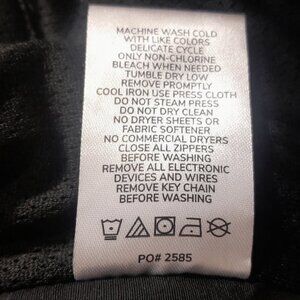 MACHINE WASH COLD
WITH LIKE COLORS
DELICATE CYCLE
ONLY NON-CHLORINE
BLEACH WHEN NEEDED
TUMBLE DRY LOW
REMOVE PROMPTLY
COOL IRON USE PRESS CLOTH
DO NOT STEAM PRESS
DO NOT DRY CLEAN
NO DRYER SHEETS OR
FABRIC SOFTENER
NO COMMERCIAL DRYERS
CLOSE ALL ZIPPERS
BEFORE WASHING
REMOVE ALL ELECTRONIC
DEVICES AND WIRES
REMOVE KEY CHAIN
BEFORE WASHING
PO# 2585